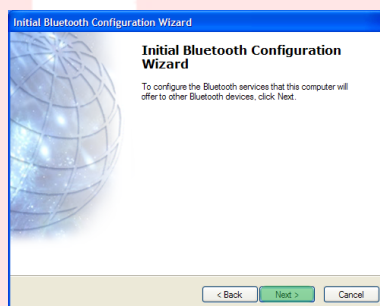 Initial Bluetooth Configuration Wizard
Initial Bluetooth Configuration
Wizard
To configure the Bluetooth services that this computer will
offer to other Bluetooth devices, click Next.
< Back Next > Cancel